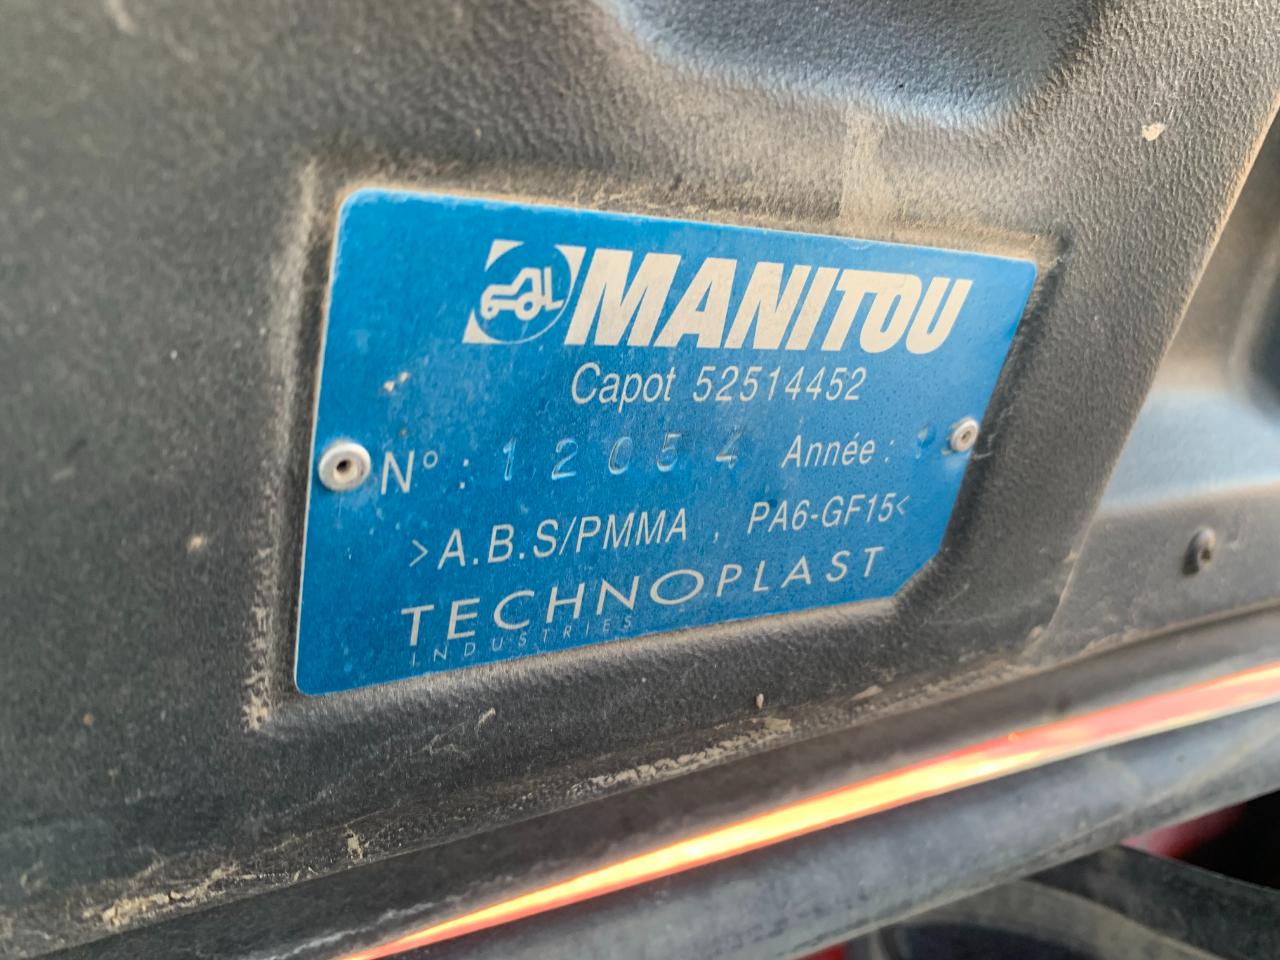 MANITOU
Capot 52514452
N° : 12054 Année :
>A.B.S/PMMA , PA6-GF15<
TECHNOPLAST
INDUSTRIES